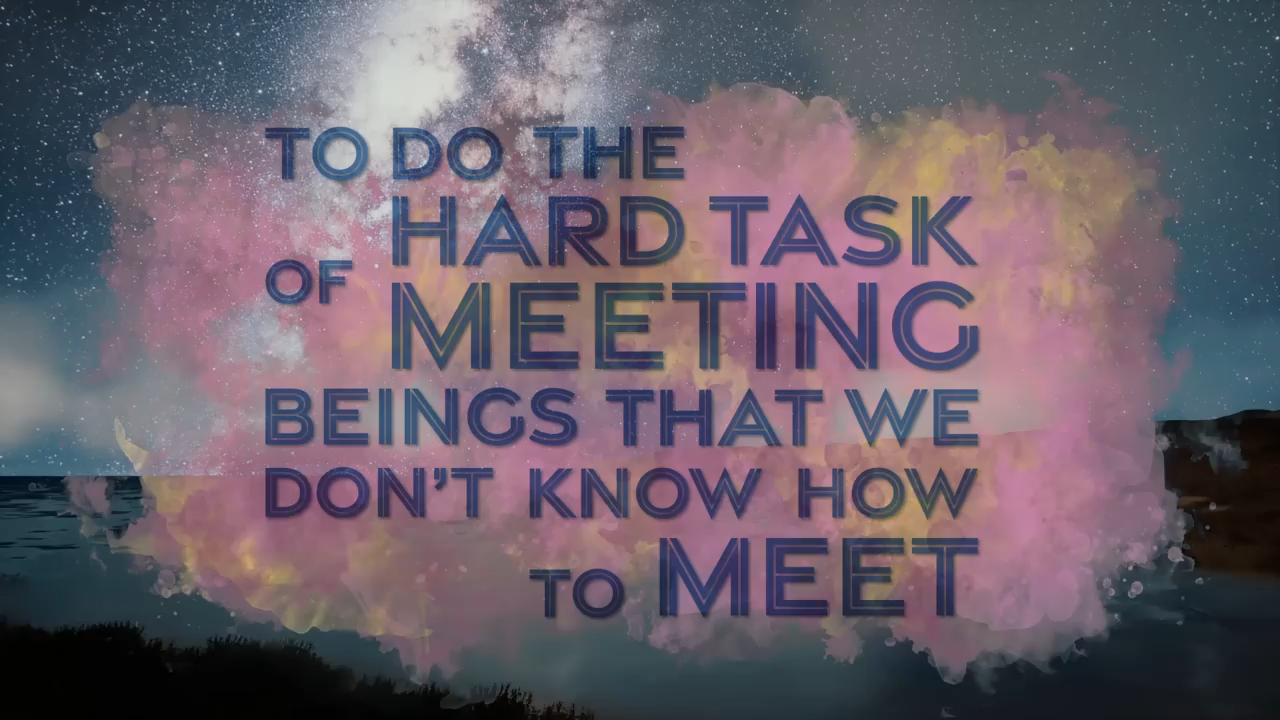 TO DO THE
HARD TASK
OF MEETING
BEINGS THAT WE
DON'T KNOW HOW
TO MEET